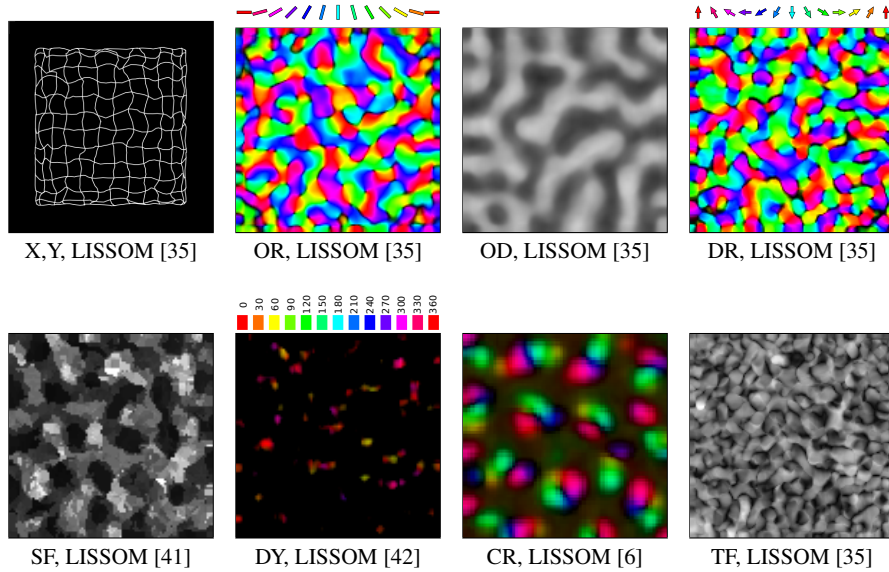 X,Y, LISSOM [35] OR, LISSOM [35] OD, LISSOM [35] DR, LISSOM [35]
0 30 60 90 120 150 180 210 240 270 300 330 360
SF, LISSOM [41] DY, LISSOM [42] CR, LISSOM [6] TF, LISSOM [35]